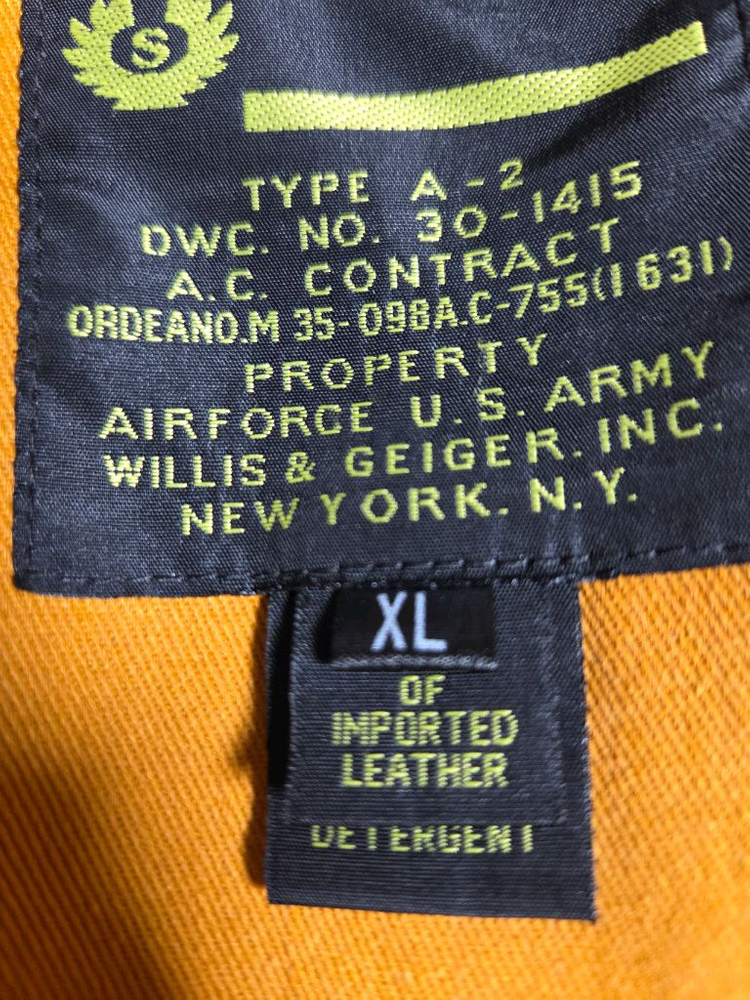 S
TYPE A-2
DWC. NO. 30-1415
A.C. CONTRACT
ORDEANO.M 35-098A.C-755(1631)
PROPERTY
AIRFORCE U.S. ARMY
WILLIS & GEIGER. INC.
NEW YORK. N.Y.
XL
OF
IMPORTED
LEATHER
DETERGENT